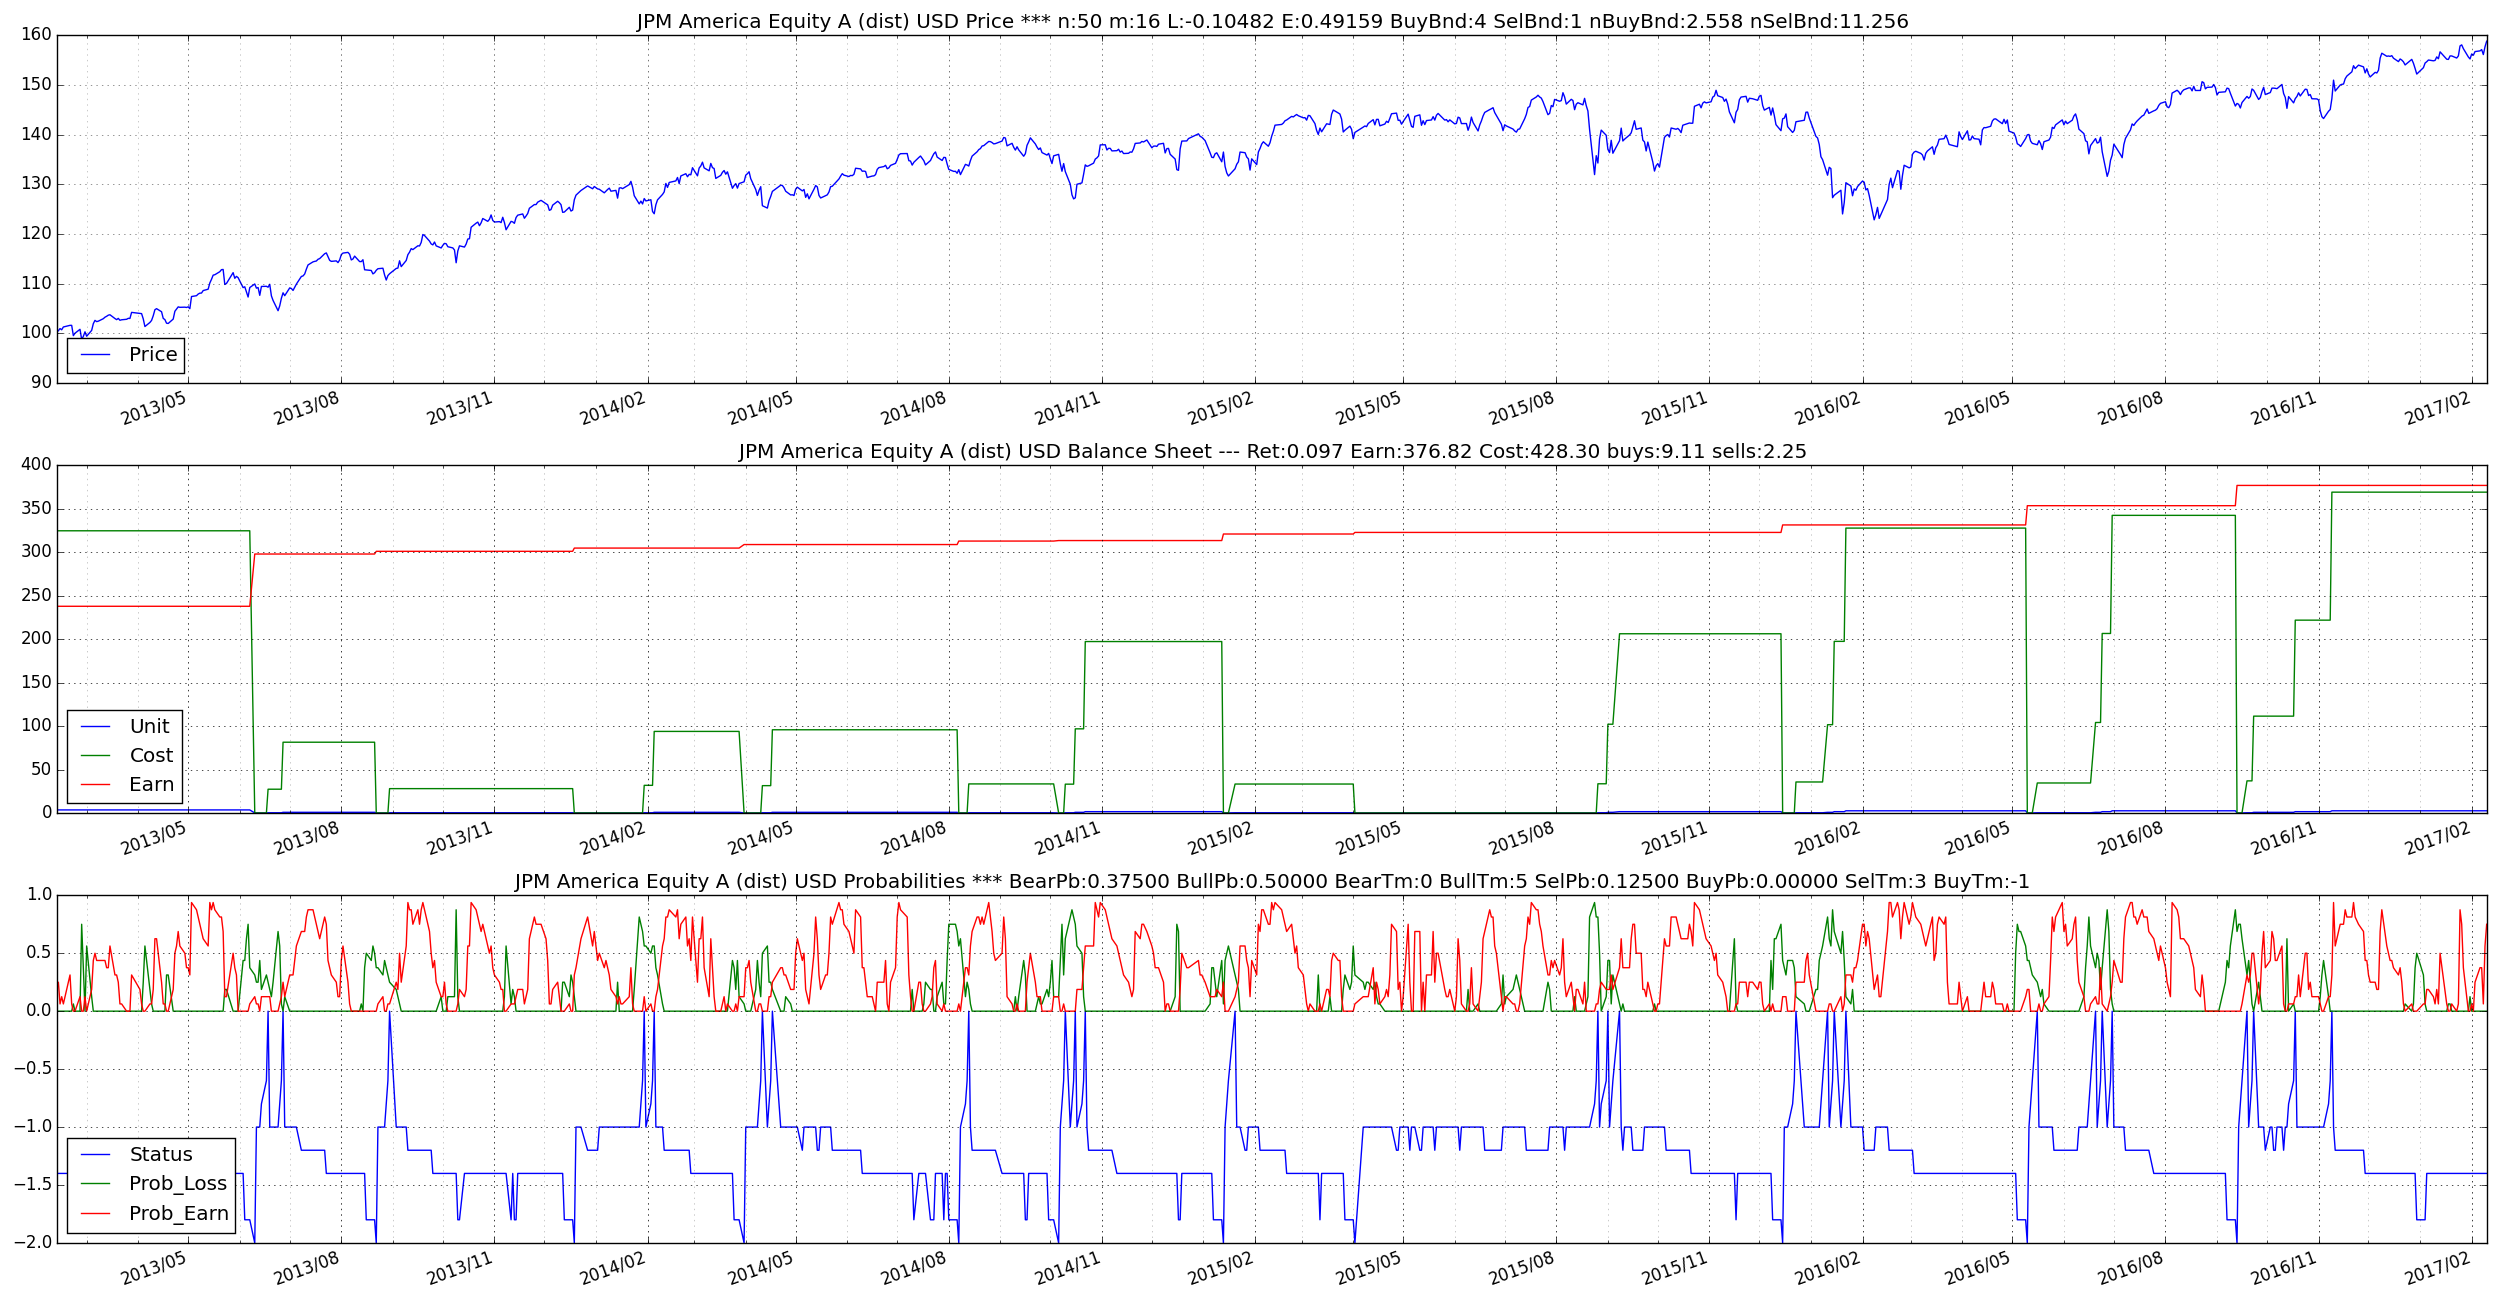 JPM America Equity A (dist) USD Price *** n:50 m:16 L:-0.10482 E:0.49159 BuyBnd:4 SelBnd:1 nBuyBnd:2.558 nSelBnd:11.256
160
150
140
130
120
110
100
90
Price
2013/05 2013/08 2013/11 2014/02 2014/05 2014/08 2014/11 2015/02 2015/05 2015/08 2015/11 2016/02 2016/05 2016/08 2016/11 2017/02
JPM America Equity A (dist) USD Balance Sheet --- Ret:0.097 Earn:376.82 Cost:428.30 buys:9.11 sells:2.25
400
350
300
250
200
150
100
50
0
Unit
Cost
Earn
2013/05 2013/08 2013/11 2014/02 2014/05 2014/08 2014/11 2015/02 2015/05 2015/08 2015/11 2016/02 2016/05 2016/08 2016/11 2017/02
JPM America Equity A (dist) USD Probabilities *** BearPb:0.37500 BullPb:0.50000 BearTm:0 BullTm:5 SelPb:0.12500 BuyPb:0.00000 SelTm:3 BuyTm:-1
1.0
0.5
0.0
−0.5
−1.0
−1.5
−2.0
Status
Prob_Loss
Prob_Earn
2013/05 2013/08 2013/11 2014/02 2014/05 2014/08 2014/11 2015/02 2015/05 2015/08 2015/11 2016/02 2016/05 2016/08 2016/11 2017/02